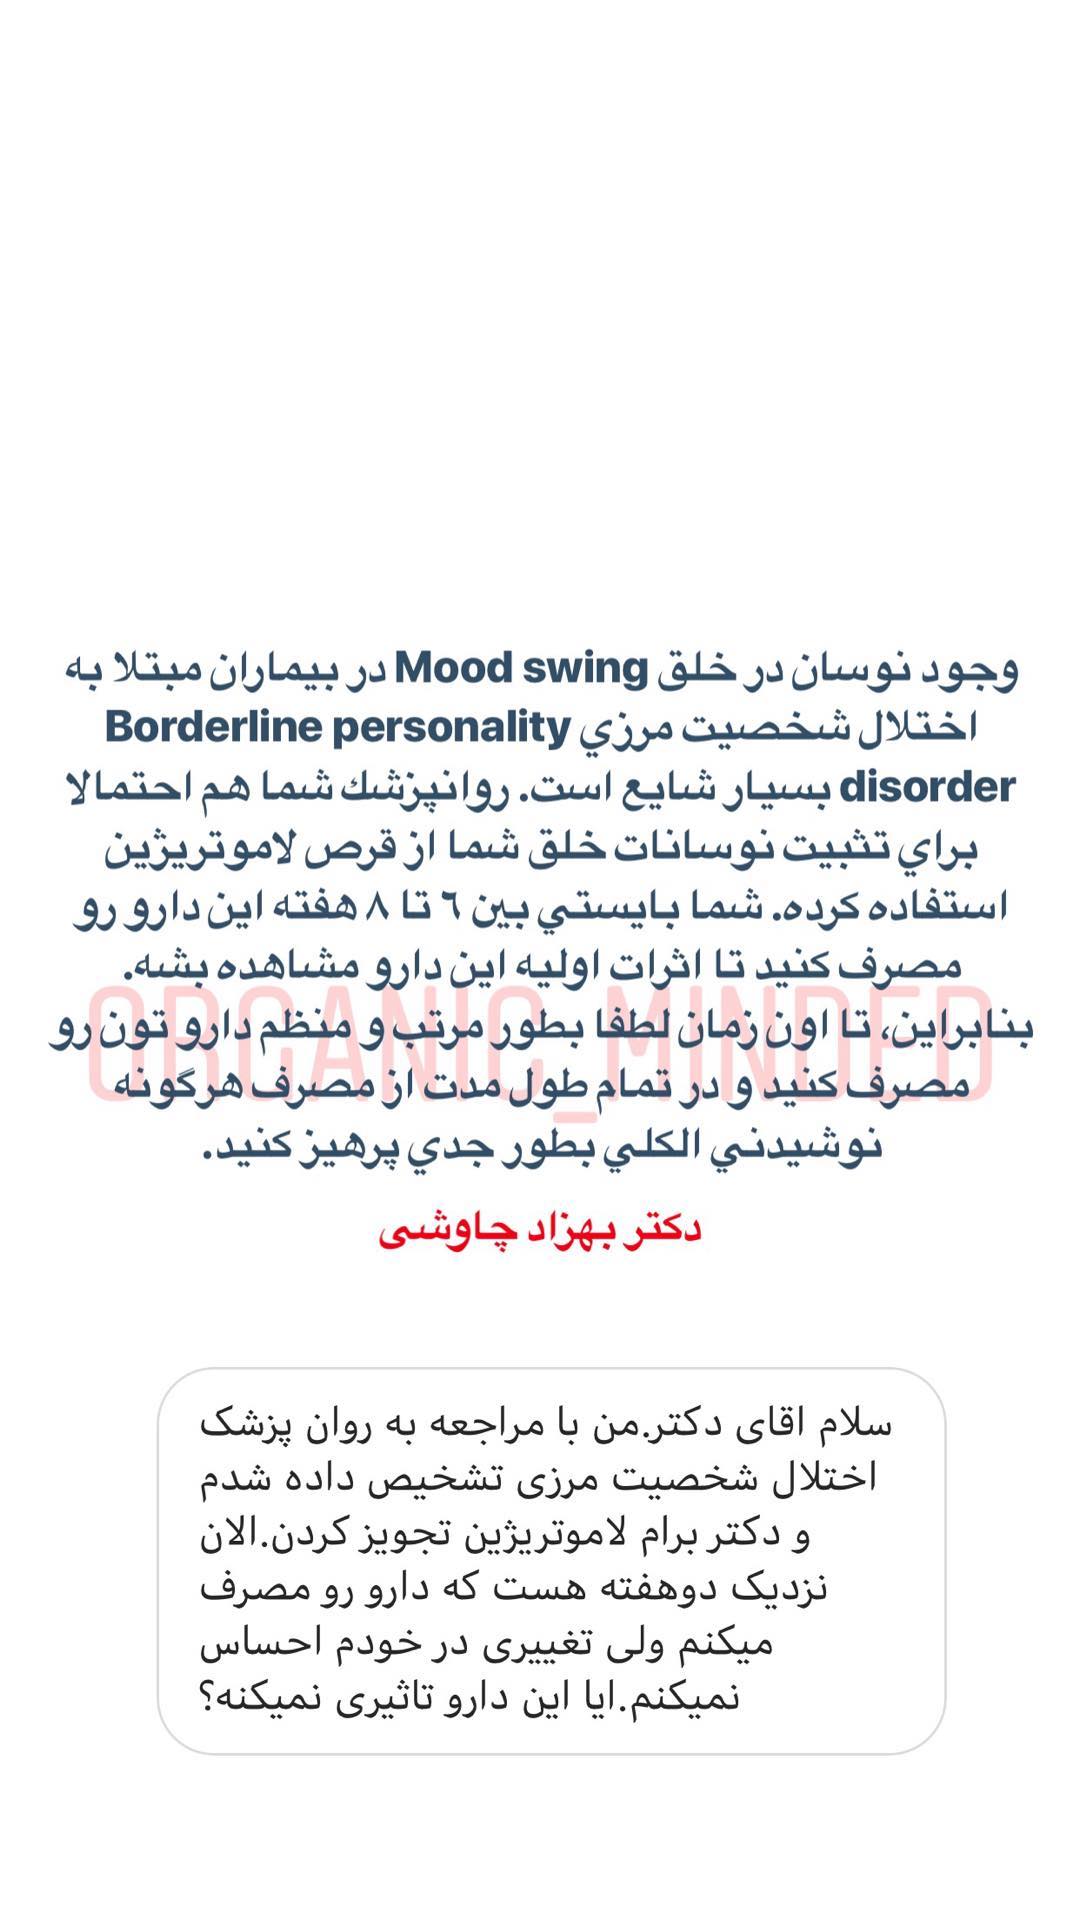 وجود نوسان در خلق Mood swing در بيماران مبتلا به
اختلال شخصيت مرزي Borderline personality
disorder بسيار شايع است. روانپزشك شما هم احتمالا
براي تثبيت نوسانات خلق شما از قرص لاموتريژين
استفاده كرده. شما بايستي بين ٦ تا ٨ هفته اين دارو رو
مصرف كنيد تا اثرات اوليه اين دارو مشاهده بشه.
بنابراين، تا اون زمان لطفا بطور مرتب و منظم دارو تون رو
مصرف كنيد و در تمام طول مدت از مصرف هرگونه
نوشيدني الكلي بطور جدي پرهيز كنيد.
ORGANIC_MINDED
دکتر بهزاد چاوشی
سلام اقای دکتر.من با مراجعه به روان پزشک
اختلال شخصیت مرزی تشخیص داده شدم
و دکتر برام لاموتریژین تجویز کردن.الان
نزدیک دوهفته هست که دارو رو مصرف
میکنم ولی تغییری در خودم احساس
نمیکنم.ایا این دارو تاثیری نمیکنه؟